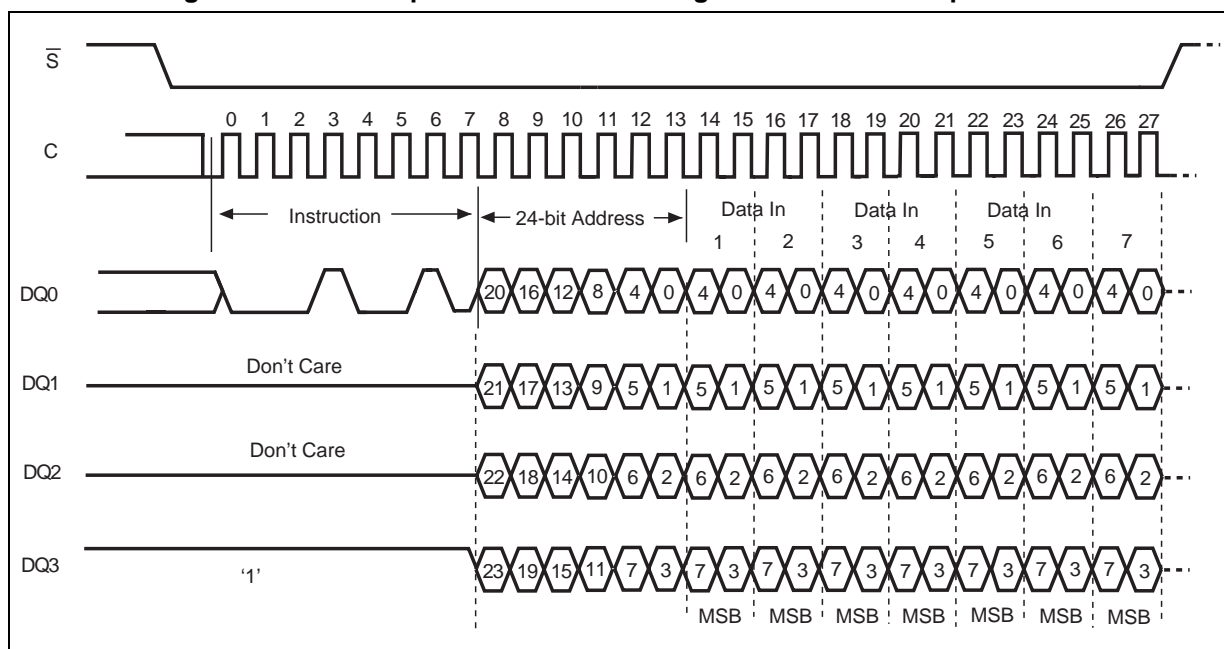 S
0 1 2 3 4 5 6 7 8 9 10 11 12 13 14 15 16 17 18 19 20 21 22 23 24 25 26 27
C
Instruction 24-bit Address Data In Data In Data In
1 2 3 4 5 6 7
DQ0 20 16 12 8 4 0 4 0 4 0 4 0 4 0 4 0 4 0 4 0
Don't Care
DQ1 21 17 13 9 5 1 5 1 5 1 5 1 5 1 5 1 5 1 5 1
Don't Care
DQ2 22 18 14 10 6 2 6 2 6 2 6 2 6 2 6 2 6 2 6 2
DQ3 '1' 23 19 15 11 7 3 7 3 7 3 7 3 7 3 7 3 7 3 7 3
MSB MSB MSB MSB MSB MSB MSB